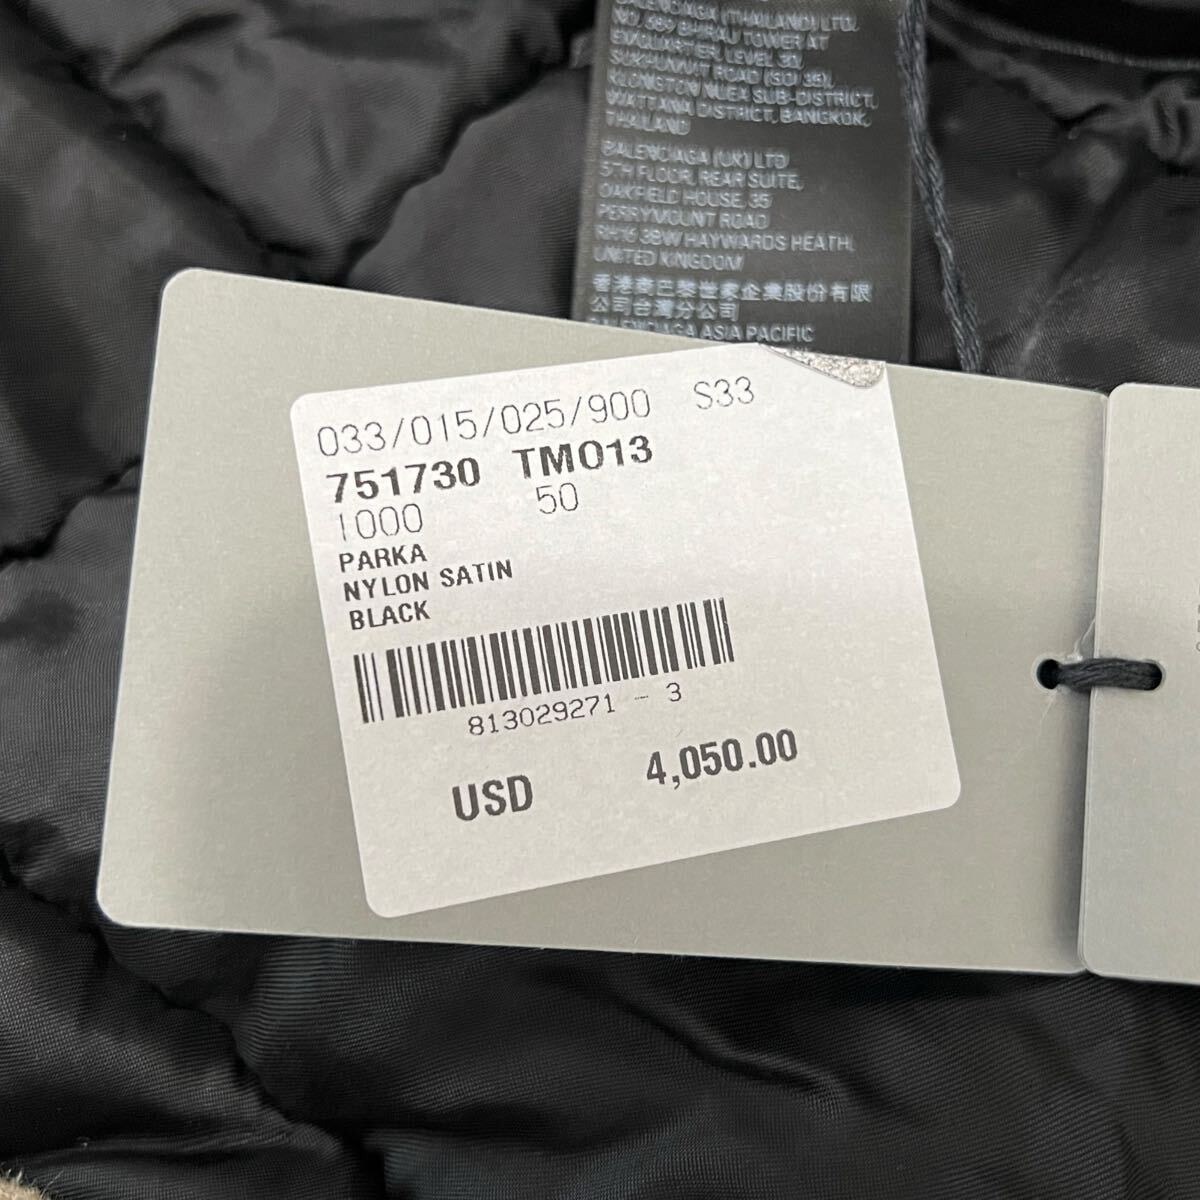 BALENCIAGA (THAILAND) LTD.
NO. 589 BHIRAJ TOWER AT
EMQUARTIER, LEVEL 30,
SUKHUMVIT ROAD (SOI 35),
KLONGTON NUEA SUB-DISTRICT,
WATTANA DISTRICT, BANGKOK,
THAILAND
BALENCIAGA (UK) LTD
5TH FLOOR, REAR SUITE,
OAKFIELD HOUSE, 35
PERRYMOUNT ROAD
RH16 3BW HAYWARDS HEATH,
UNITED KINGDOM
香港商巴黎世家企業股份有限
公司台灣分公司
BALENCIAGA ASIA PACIFIC
033/015/025/900 S33
751730 TMO13
1000 50
PARKA
NYLON SATIN
BLACK
813029271 - 3
USD 4,050.00